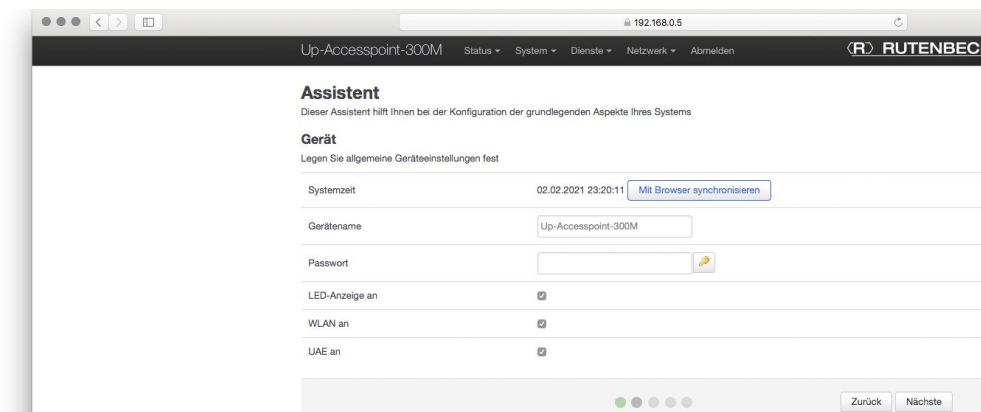 192.168.0.5
Up-Accesspoint-300M Status System Dienste Netzwerk Abmelden ⟨R⟩ RUTENBEC
Assistent
Dieser Assistent hilft Ihnen bei der Konfiguration der grundlegenden Aspekte Ihres Systems
Gerät
Legen Sie allgemeine Geräteeinstellungen fest
Systemzeit 02.02.2021 23:20:11 Mit Browser synchronisieren
Gerätename Up-Accesspoint-300M
Passwort
LED-Anzeige an
WLAN an
UAE an
Zurück Nächste